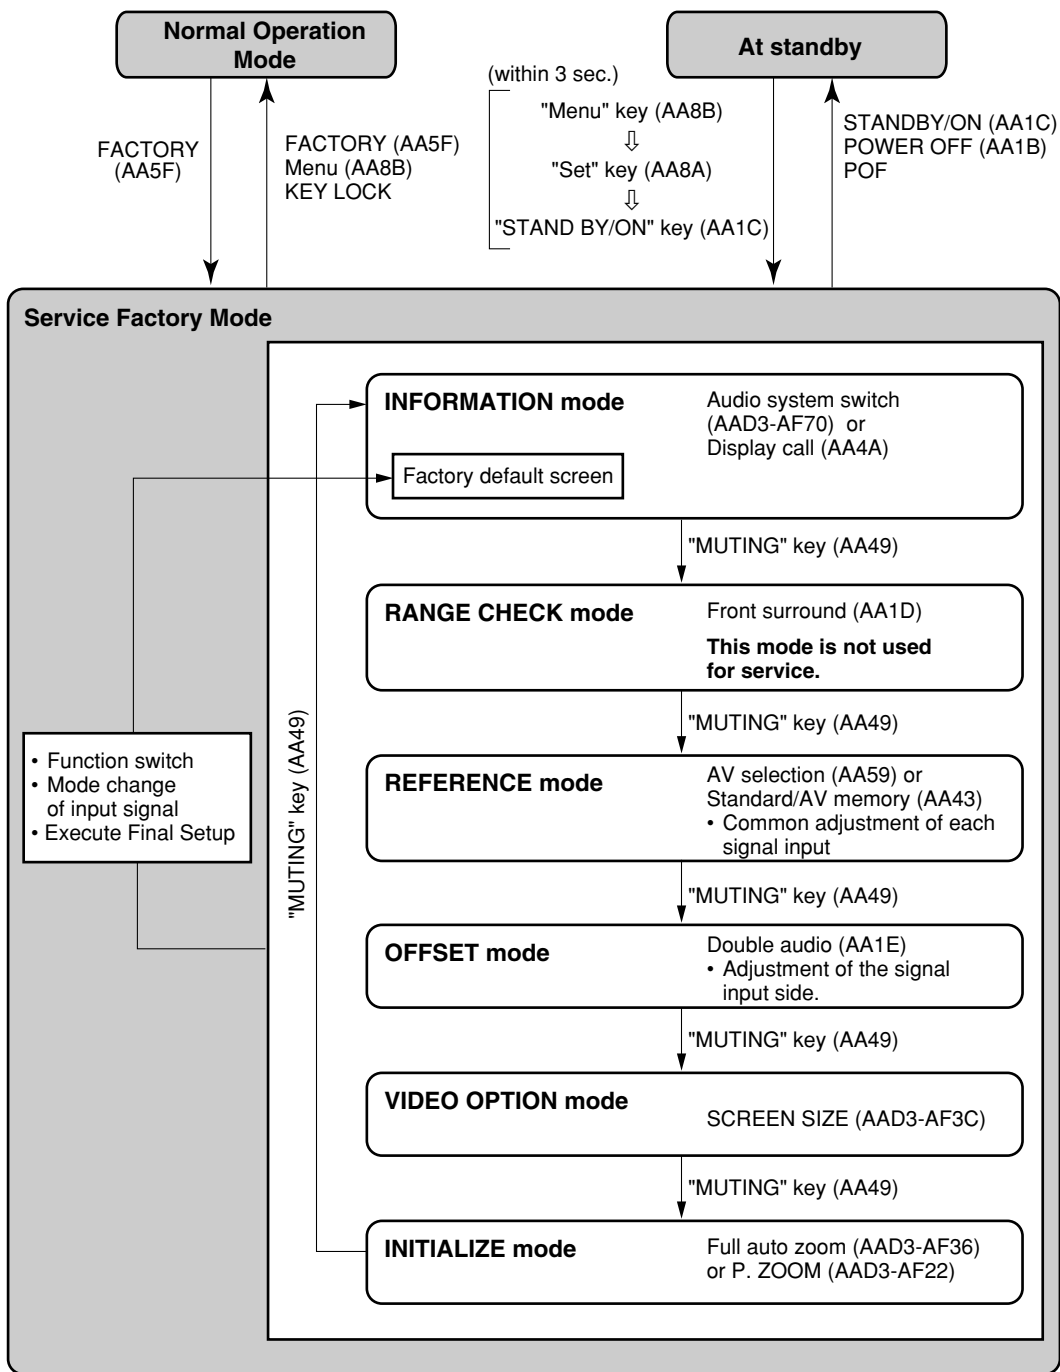 Normal Operation
Mode
At standby
(within 3 sec.)
"Menu" key (AA8B)
⇩
"Set" key (AA8A)
⇩
"STAND BY/ON" key (AA1C)
FACTORY
(AA5F)
FACTORY (AA5F)
Menu (AA8B)
KEY LOCK
STANDBY/ON (AA1C)
POWER OFF (AA1B)
POF
Service Factory Mode
INFORMATION mode
Audio system switch
(AAD3-AF70) or
Display call (AA4A)
Factory default screen
"MUTING" key (AA49)
RANGE CHECK mode
Front surround (AA1D)
This mode is not used
for service.
"MUTING" key (AA49)
"MUTING" key (AA49)
• Function switch
• Mode change
of input signal
• Execute Final Setup
REFERENCE mode
AV selection (AA59) or
Standard/AV memory (AA43)
• Common adjustment of each
signal input
"MUTING" key (AA49)
OFFSET mode
Double audio (AA1E)
• Adjustment of the signal
input side.
"MUTING" key (AA49)
VIDEO OPTION mode
SCREEN SIZE (AAD3-AF3C)
"MUTING" key (AA49)
INITIALIZE mode
Full auto zoom (AAD3-AF36)
or P. ZOOM (AAD3-AF22)